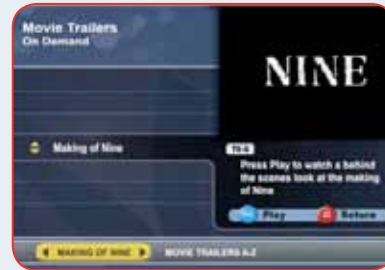 Movie Trailers
On Demand
NINE
Making of Nine
Press Play to watch a behind
the scenes look at the making
of Nine
Play
Return
MAKING OF NINE
MOVIE TRAILERS A-Z